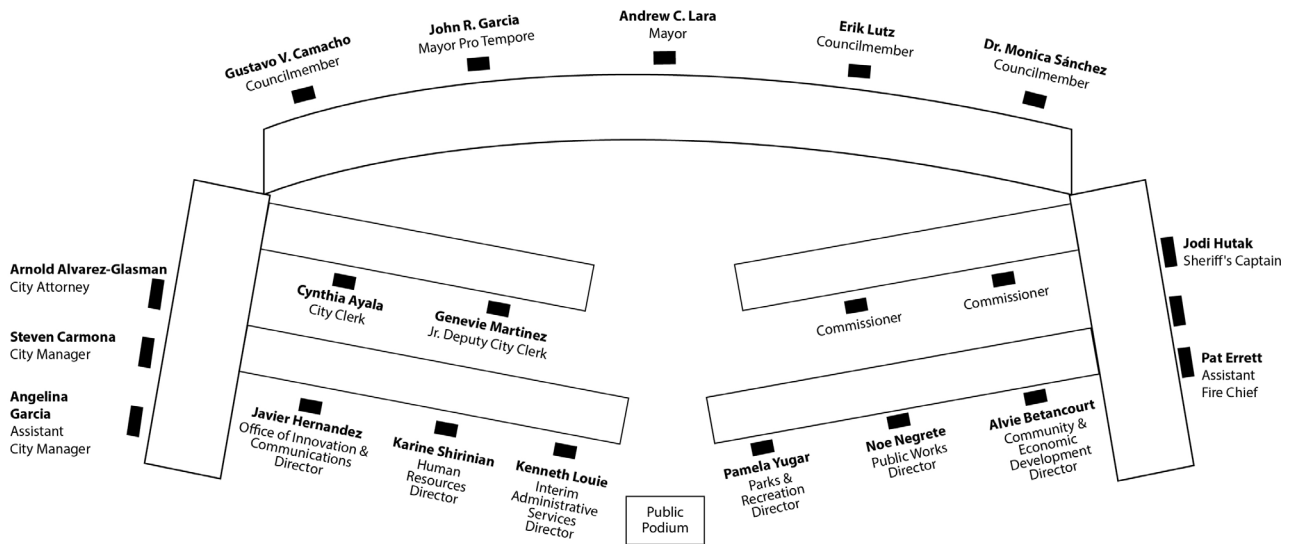 Gustavo V. Camacho
Councilmember
John R. Garcia
Mayor Pro Tempore
Andrew C. Lara
Mayor
Erik Lutz
Councilmember
Dr. Monica Sánchez
Councilmember
Arnold Alvarez-Glasman
City Attorney
Steven Carmona
City Manager
Angelina
Garcia
Assistant
City Manager
Cynthia Ayala
City Clerk
Genevie Martinez
Jr. Deputy City Clerk
Commissioner
Commissioner
Jodi Hutak
Sheriff's Captain
Pat Errett
Assistant
Fire Chief
Javier Hernandez
Office of Innovation &
Communications
Director
Karine Shirinian
Human
Resources
Director
Kenneth Louie
Interim
Administrative
Services
Director
Public
Podium
Pamela Yugar
Parks &
Recreation
Director
Noe Negrete
Public Works
Director
Alvie Betancourt
Community &
Economic
Development
Director